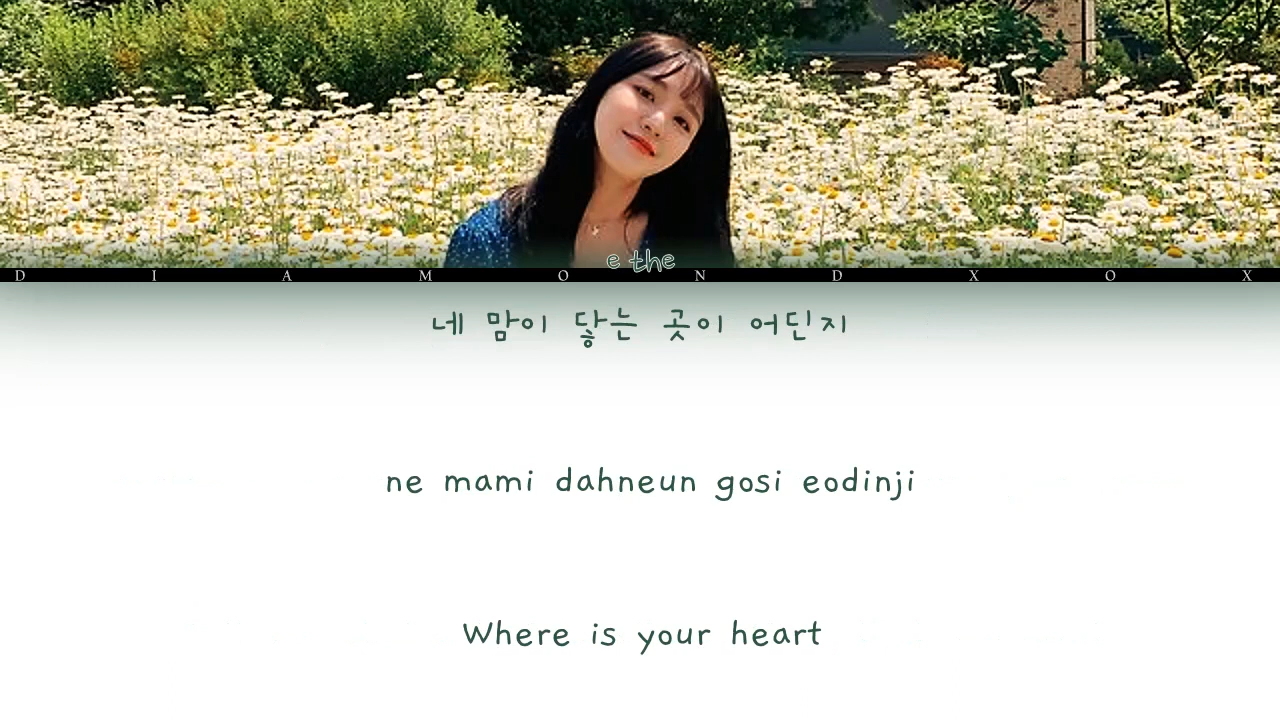 e the
D I A M O N D X O X
네 맘이 닿는 곳이 어딘지
ne mami dahneun gosi eodinji
Where is your heart